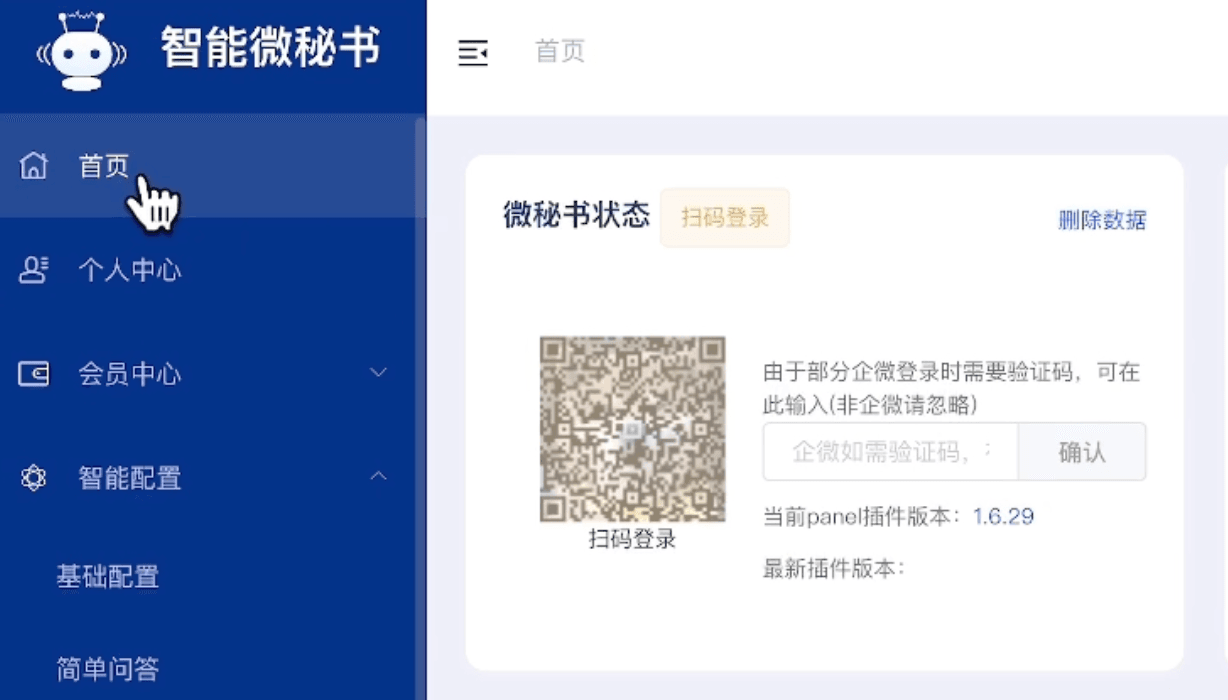 智能微秘书
首页
首页
个人中心
会员中心
智能配置
基础配置
简单问答
微秘书状态
扫码登录
删除数据
扫码登录
由于部分企微登录时需要验证码，可在
此输入(非企微请忽略)
企微如需验证码，
确认
当前panel插件版本：1.6.29
最新插件版本：